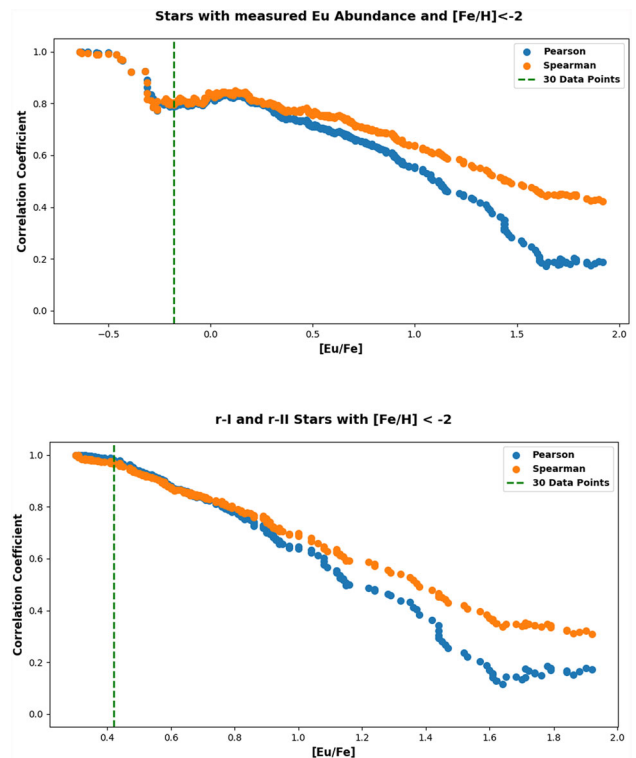 Stars with measured Eu Abundance and [Fe/H]<-2
Pearson
Spearman
30 Data Points
Correlation Coefficient
1.0
0.8
0.6
0.4
0.2
0.0
−0.5 0.0 0.5 1.0 1.5 2.0
[Eu/Fe]
r-I and r-II Stars with [Fe/H] < -2
Pearson
Spearman
30 Data Points
Correlation Coefficient
1.0
0.8
0.6
0.4
0.2
0.0
0.4 0.6 0.8 1.0 1.2 1.4 1.6 1.8
[Eu/Fe]